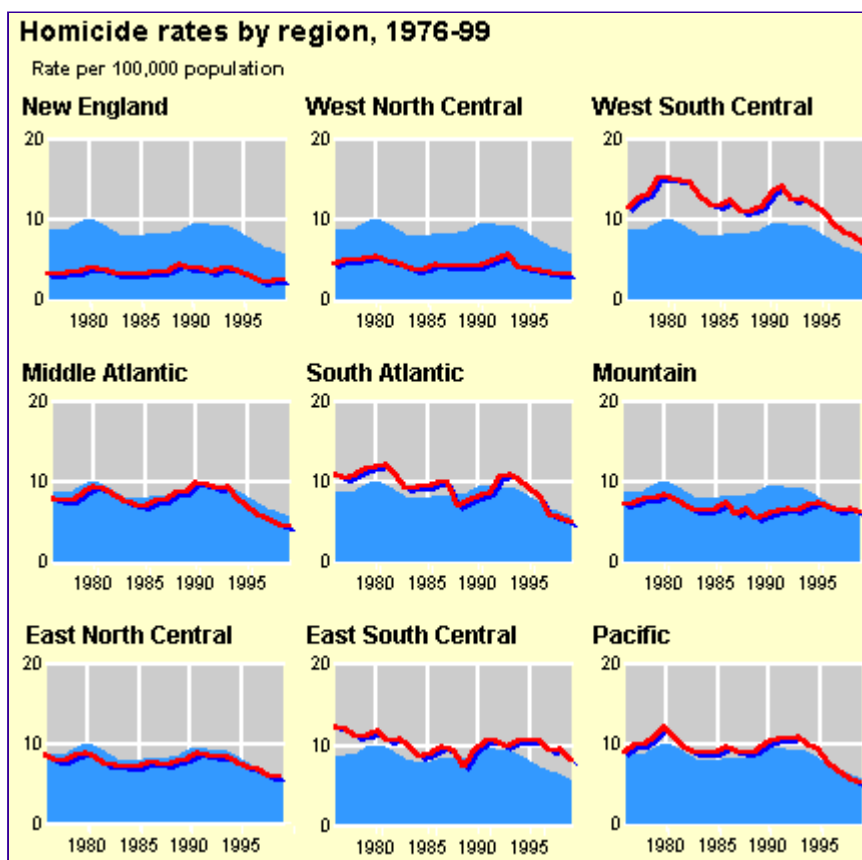 Homicide rates by region, 1976-99
Rate per 100,000 population
New England
20
10
0
1980 1985 1990 1995
West North Central
20
10
0
1980 1985 1990 1995
West South Central
20
10
0
1980 1985 1990 1995
Middle Atlantic
20
10
0
1980 1985 1990 1995
South Atlantic
20
10
0
1980 1985 1990 1995
Mountain
20
10
0
1980 1985 1990 1995
East North Central
20
10
0
1980 1985 1990 1995
East South Central
20
10
0
1980 1985 1990 1995
Pacific
20
10
0
1980 1985 1990 1995